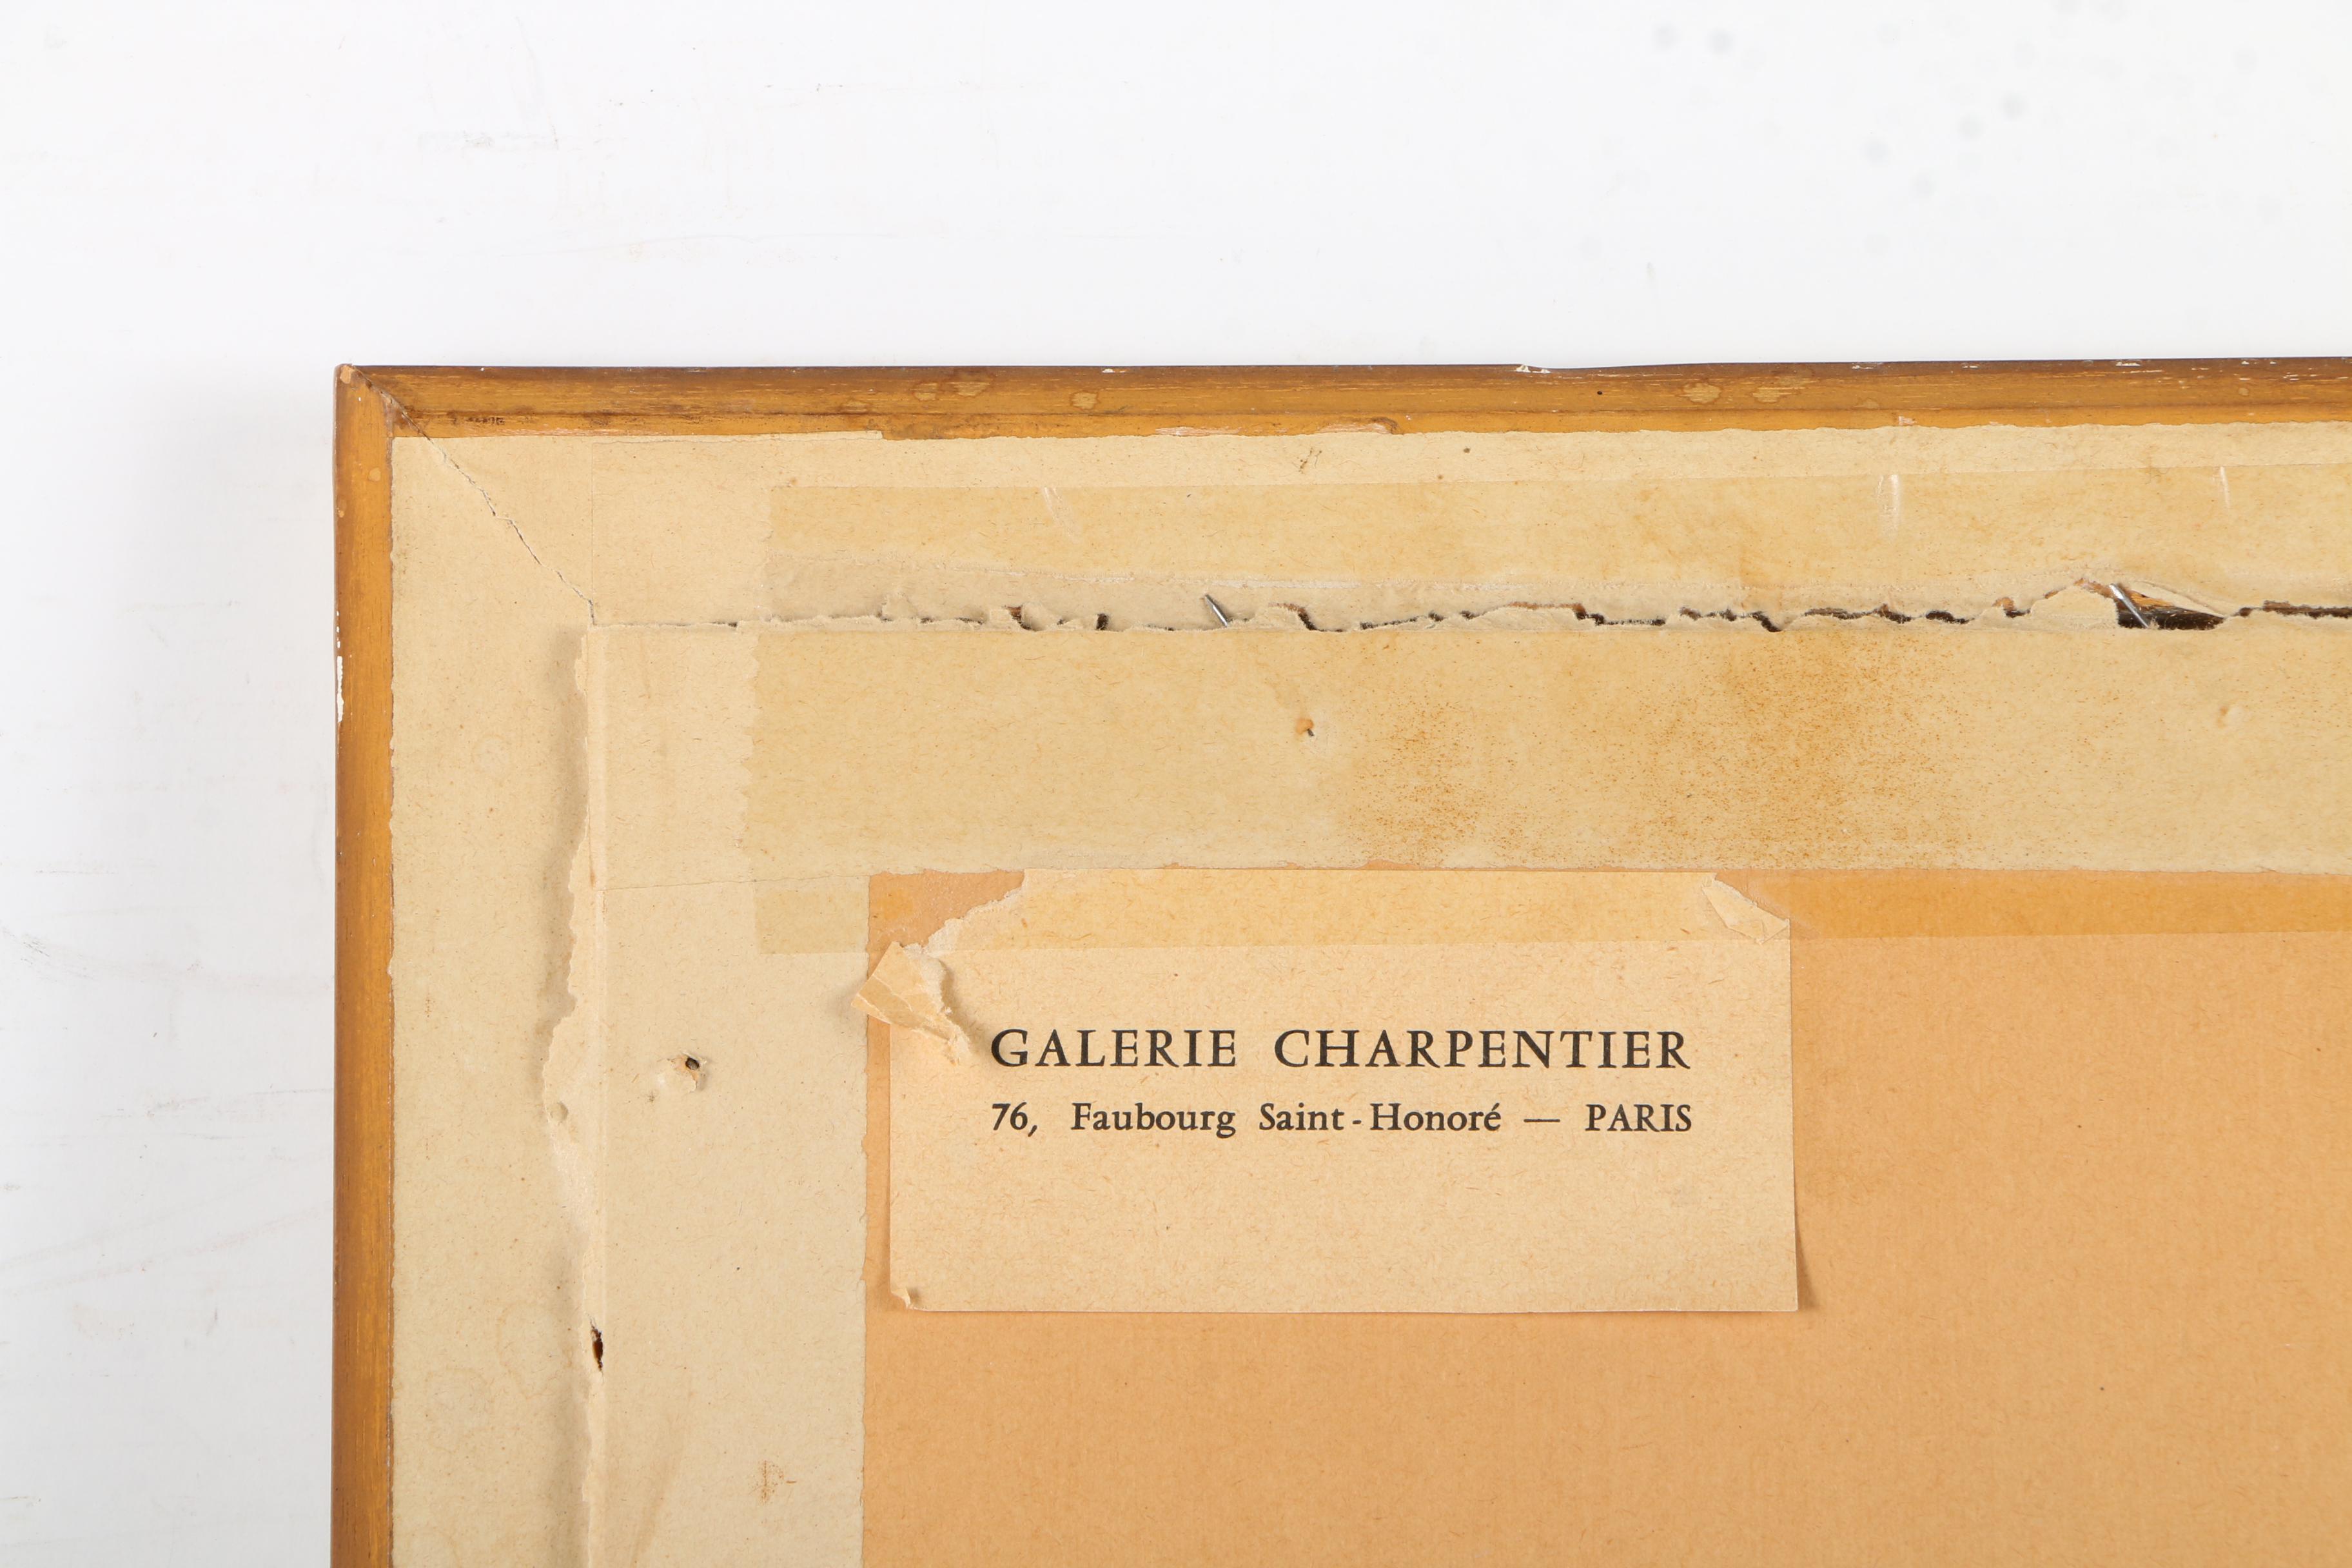 GALERIE CHARPENTIER
76, Faubourg Saint-Honoré — PARIS